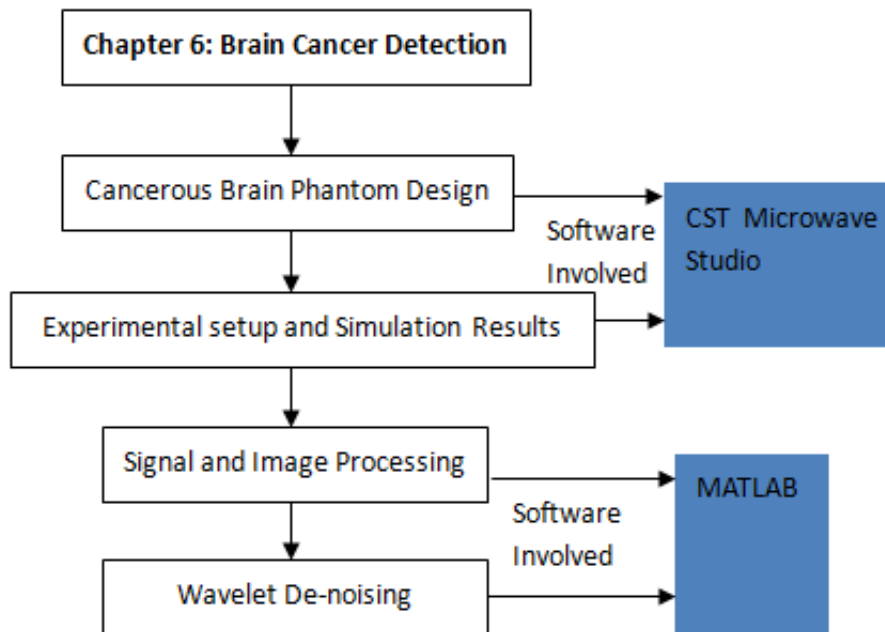 Chapter 6: Brain Cancer Detection
Cancerous Brain Phantom Design
Software
Involved
CST Microwave
Studio
Experimental setup and Simulation Results
Signal and Image Processing
Software
Involved
MATLAB
Wavelet De-noising